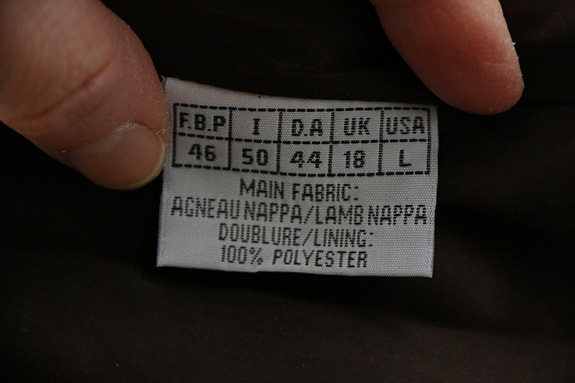 F.B.P I D.A UK USA
46 50 44 18 L
MAIN FABRIC:
AGNEAU NAPPA/LAMB NAPPA
DOUBLURE/LINING:
100% POLYESTER